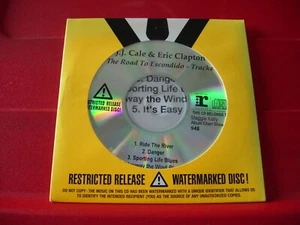 J.J. Cale & Eric Clapton
The Road To Escondido - Tracks
Danger
porting Life
way the Wind
5. It's Easy
RESTRICTED RELEASE
WATERMARKED DISC!
946
1. Ride The River
2. Danger
3. Sporting Life Blues
RESTRICTED RELEASE ! WATERMARKED DISC !
DO NOT COPY - THE MUSIC ON THIS CD HAS BEEN WATERMARKED WITH A UNIQUE IDENTIFIER THAT ALLOWS US
TO IDENTIFY THE INTENDED RECIPIENT (YOU) AS THE SOURCE OF ANY UNAUTHORIZED COPIES.